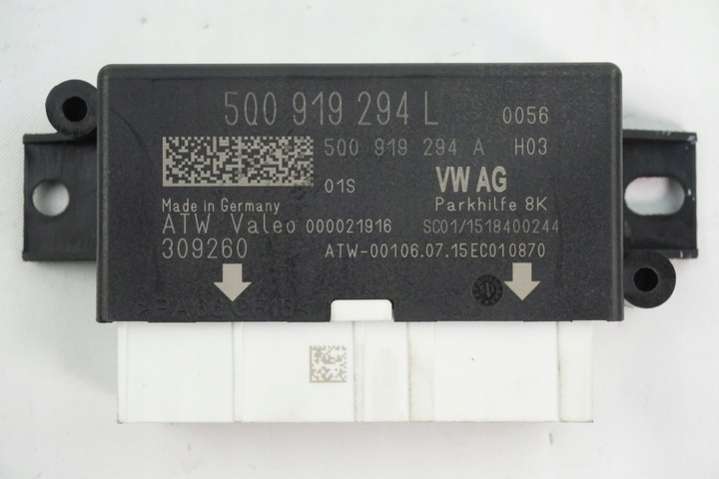 5Q0 919 294 L 0056
5Q0 919 294 A H03
01S VW AG
Made in Germany Parkhilfe 8K
ATW Valeo 000021916 SC01/1518400244
309260 ATW-00106.07.15EC010870